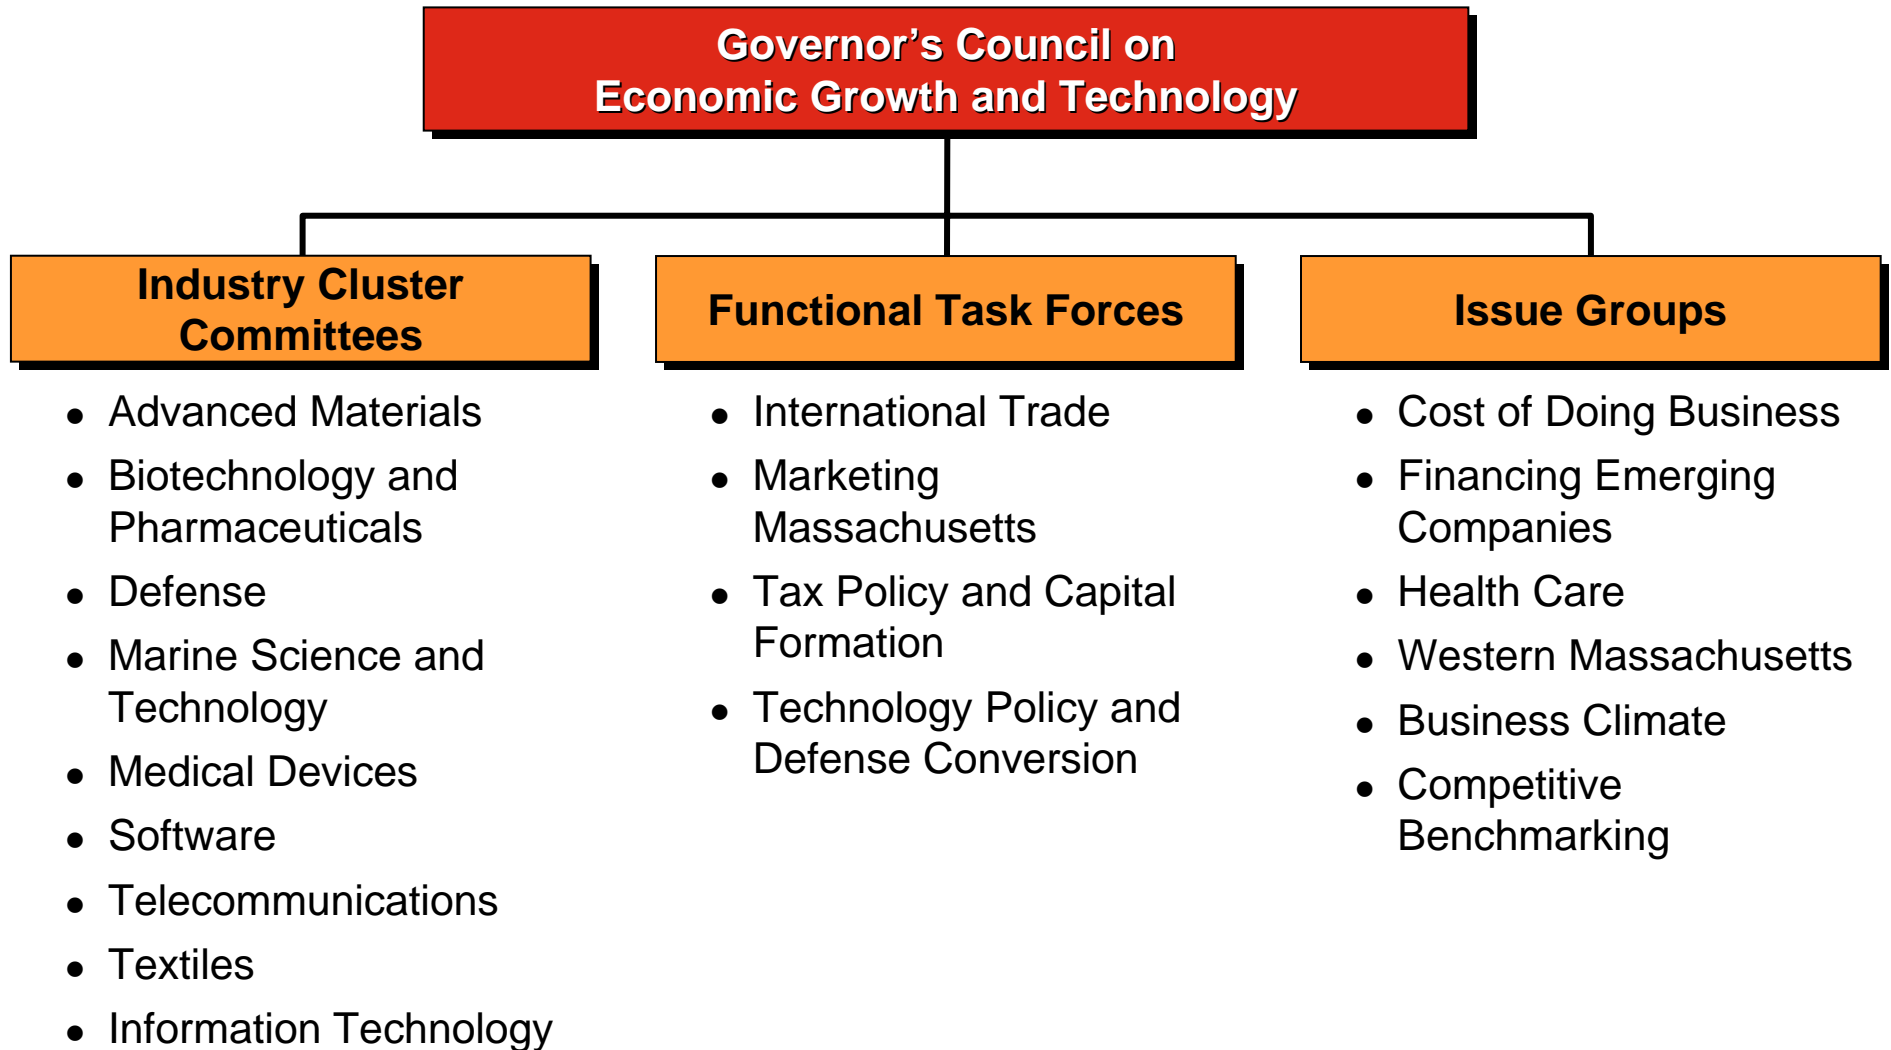 Governor’s Council on
Economic Growth and Technology
Industry Cluster
Committees
● Advanced Materials
● Biotechnology and
Pharmaceuticals
● Defense
● Marine Science and
Technology
● Medical Devices
● Software
● Telecommunications
● Textiles
● Information Technology
Functional Task Forces
● International Trade
● Marketing
Massachusetts
● Tax Policy and Capital
Formation
● Technology Policy and
Defense Conversion
Issue Groups
● Cost of Doing Business
● Financing Emerging
Companies
● Health Care
● Western Massachusetts
● Business Climate
● Competitive
Benchmarking